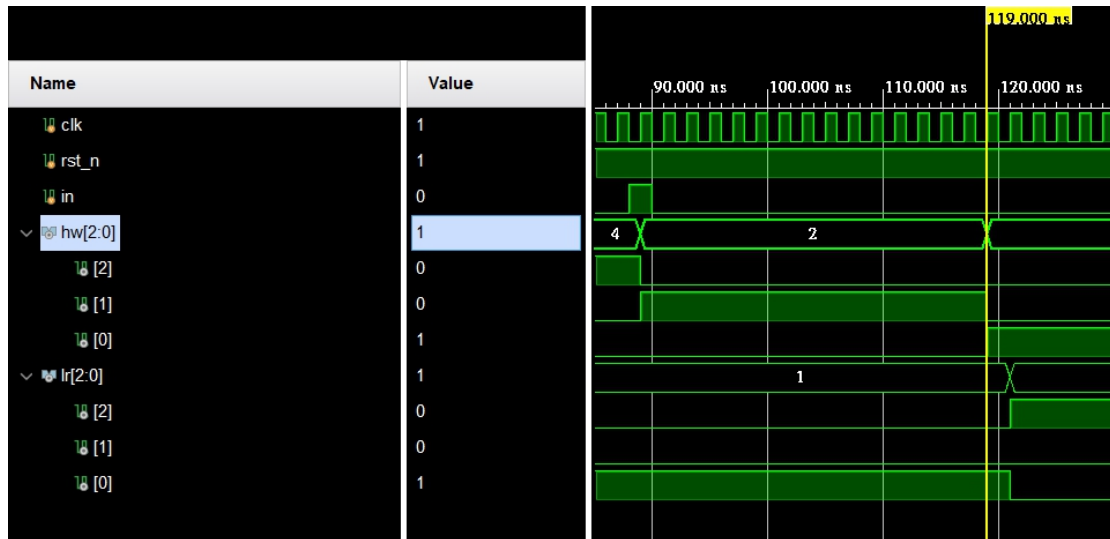 119.000 ns
Name Value
90.000 ns 100.000 ns 110.000 ns 120.000 ns
clk 1
rst_n 1
in 0
hw[2:0] 1 4 2
[2] 0
[1] 0
[0] 1
lr[2:0] 1 1
[2] 0
[1] 0
[0] 1